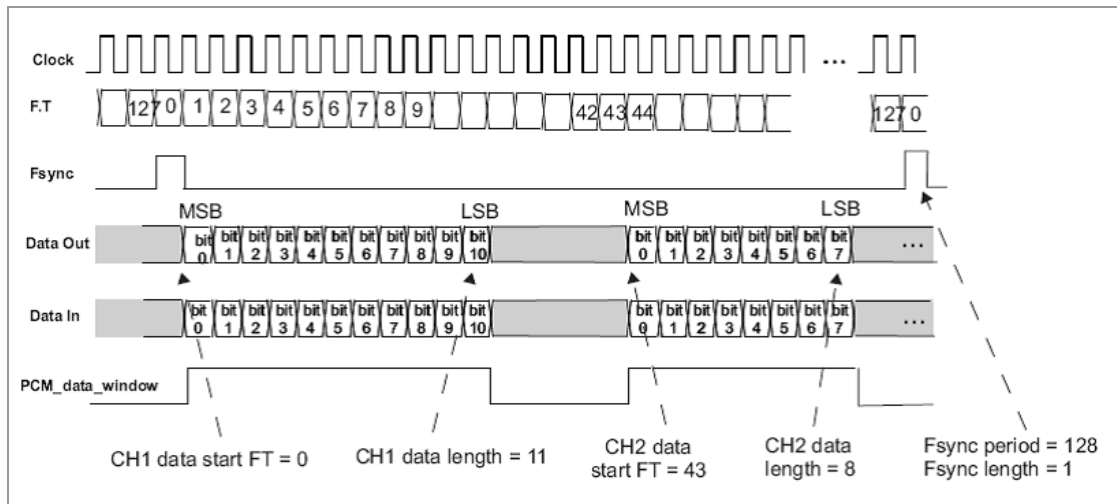 Clock ...
F.T 127 0 1 2 3 4 5 6 7 8 9 42 43 44 127 0
Fsync
MSB LSB MSB LSB
Data Out bit 0 bit 1 bit 2 bit 3 bit 4 bit 5 bit 6 bit 7 bit 8 bit 9 bit 10 bit 0 bit 1 bit 2 bit 3 bit 4 bit 5 bit 6 bit 7 ...
Data In bit 0 bit 1 bit 2 bit 3 bit 4 bit 5 bit 6 bit 7 bit 8 bit 9 bit 10 bit 0 bit 1 bit 2 bit 3 bit 4 bit 5 bit 6 bit 7 ...
PCM_data_window
CH1 data start FT = 0
CH1 data length = 11
CH2 data
start FT = 43
CH2 data
length = 8
Fsync period = 128
Fsync length = 1